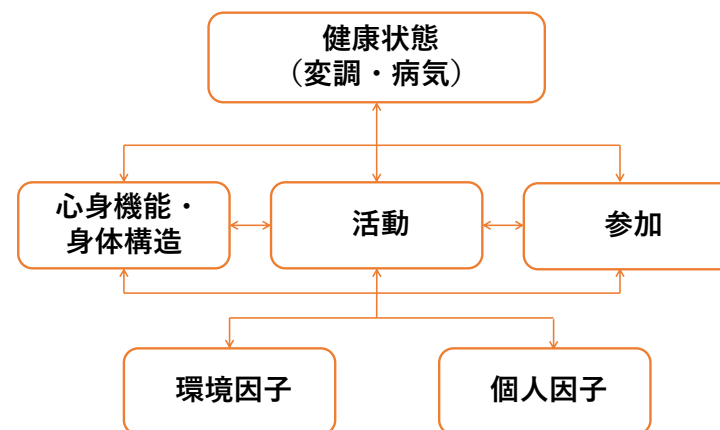 健康状態
（変調・病気）
心身機能・
身体構造
活動
参加
環境因子
個人因子